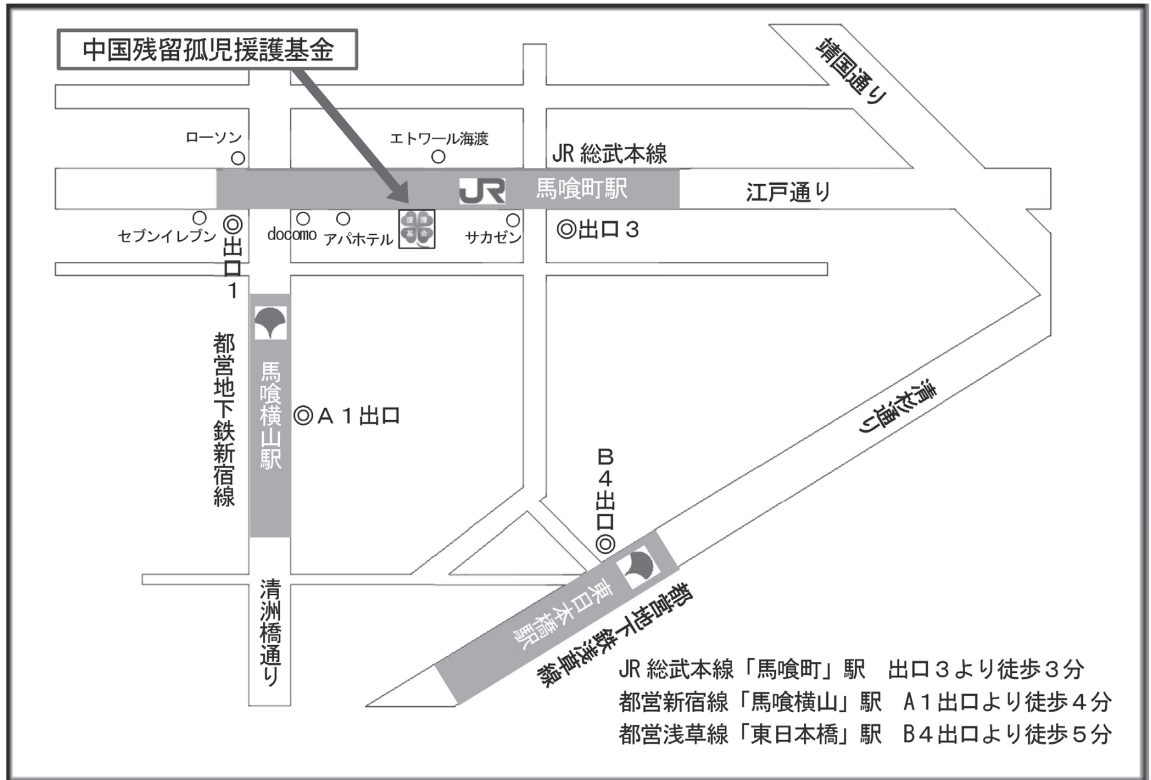 中国残留孤児援護基金
靖国通り
ローソン
エトワール海渡
JR 総武本線
JR
馬喰町駅
江戸通り
セブンイレブン
◎出口1
docomo
アパホテル
援護基金
サカゼン
◎出口3
都営地下鉄新宿線
馬喰横山駅
◎A1出口
清杉通り
B4出口◎
東日本橋駅
都営地下鉄浅草線
清洲橋通り
JR 総武本線「馬喰町」駅 出口3より徒歩3分
都営新宿線「馬喰横山」駅 A1出口より徒歩4分
都営浅草線「東日本橋」駅 B4出口より徒歩5分